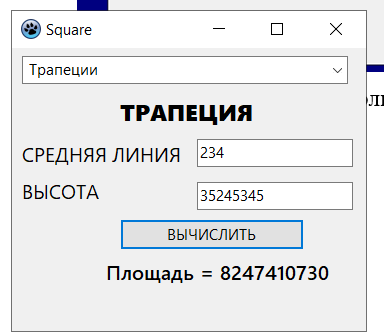 Square
Трапеции
ТРАПЕЦИЯ
СРЕДНЯЯ ЛИНИЯ 234
ВЫСОТА 35245345
ВЫЧИСЛИТЬ
Площадь = 8247410730